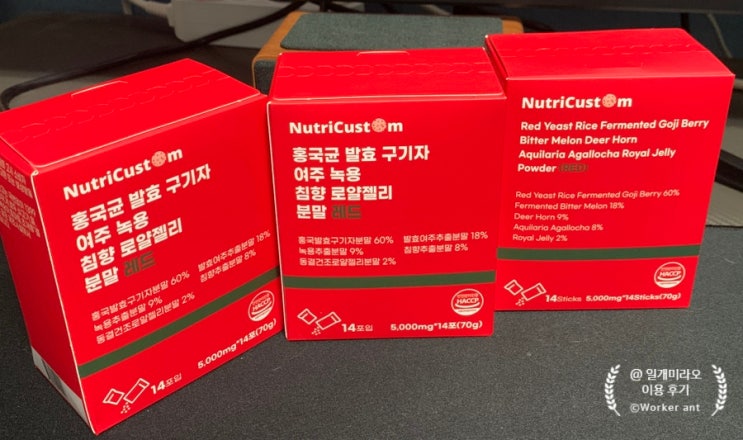 NutriCustom
홍국균 발효 구기자
여주 녹용
침향 로얄젤리
분말 레드
홍국발효구기자분말 60% 발효여주추출분말 18%
녹용추출분말 9% 침향추출분말 8%
동결건조로얄젤리분말 2%
HACCP
14포입
5,000mg*14포(70g)
NutriCustom
홍국균 발효 구기자
여주 녹용
침향 로얄젤리
분말 레드
홍국발효구기자분말 60% 발효여주추출분말 18%
녹용추출분말 9% 침향추출분말 8%
동결건조로얄젤리분말 2%
HACCP
14포입
5,000mg*14포(70g)
NutriCustom
Red Yeast Rice Fermented Goji Berry
Bitter Melon Deer Horn
Aquilaria Agallocha Royal Jelly
Powder RED
Red Yeast Rice Fermented Goji Berry 60%
Fermented Bitter Melon 18%
Deer Horn 9%
Aquilaria Agallocha 8%
Royal Jelly 2%
HACCP
14Sticks
5,000mg*14Sticks(70g)
@ 일개미라오
이용 후기
©Worker ant